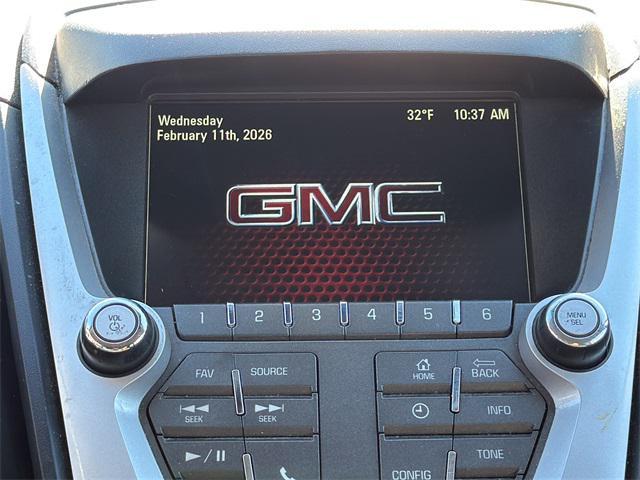 Wednesday 32°F 10:37 AM
February 11th, 2026
GMC
1 2 3 4 5 6
VOL
MENU
SEL
FAV SOURCE
HOME BACK
SEEK SEEK
INFO
CONFIG TONE